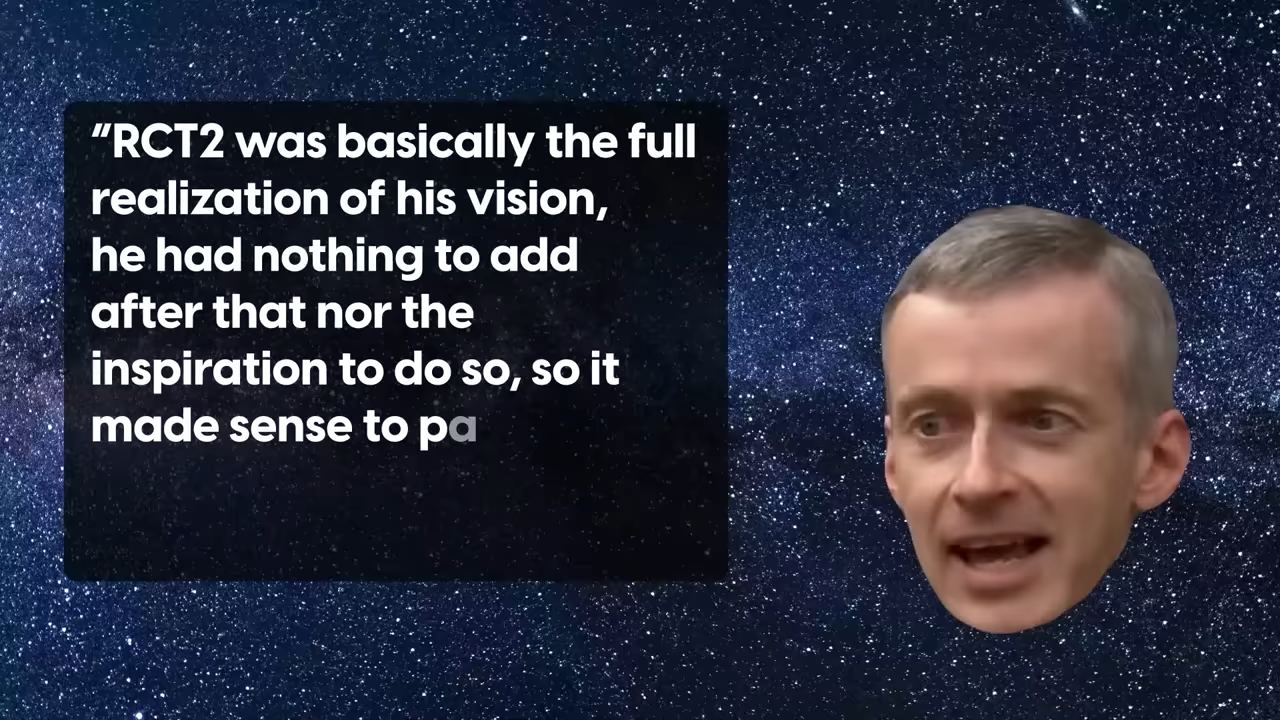 “RCT2 was basically the full
realization of his vision,
he had nothing to add
after that nor the
inspiration to do so, so it
made sense to pa